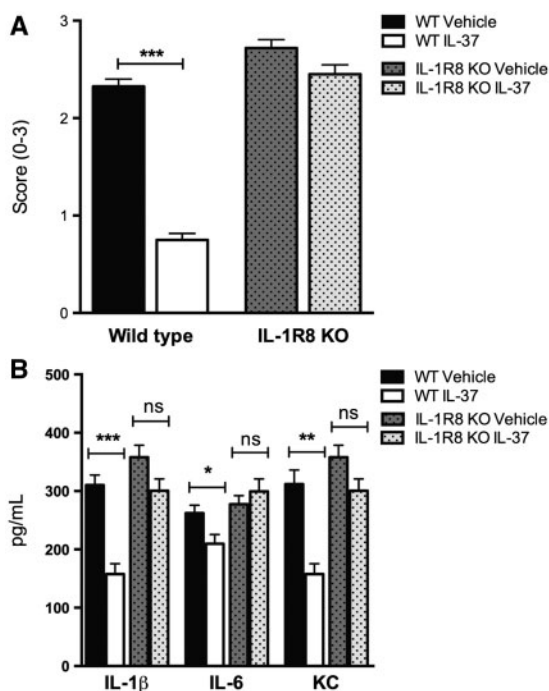 A
Score (0-3)
3
2
1
0
***
Wild type
IL-1R8 KO
WT Vehicle
WT IL-37
IL-1R8 KO Vehicle
IL-1R8 KO IL-37
B
pg/mL
500
400
300
200
100
0
***
ns
*
ns
**
ns
IL-1β
IL-6
KC
WT Vehicle
WT IL-37
IL-1R8 KO Vehicle
IL-1R8 KO IL-37